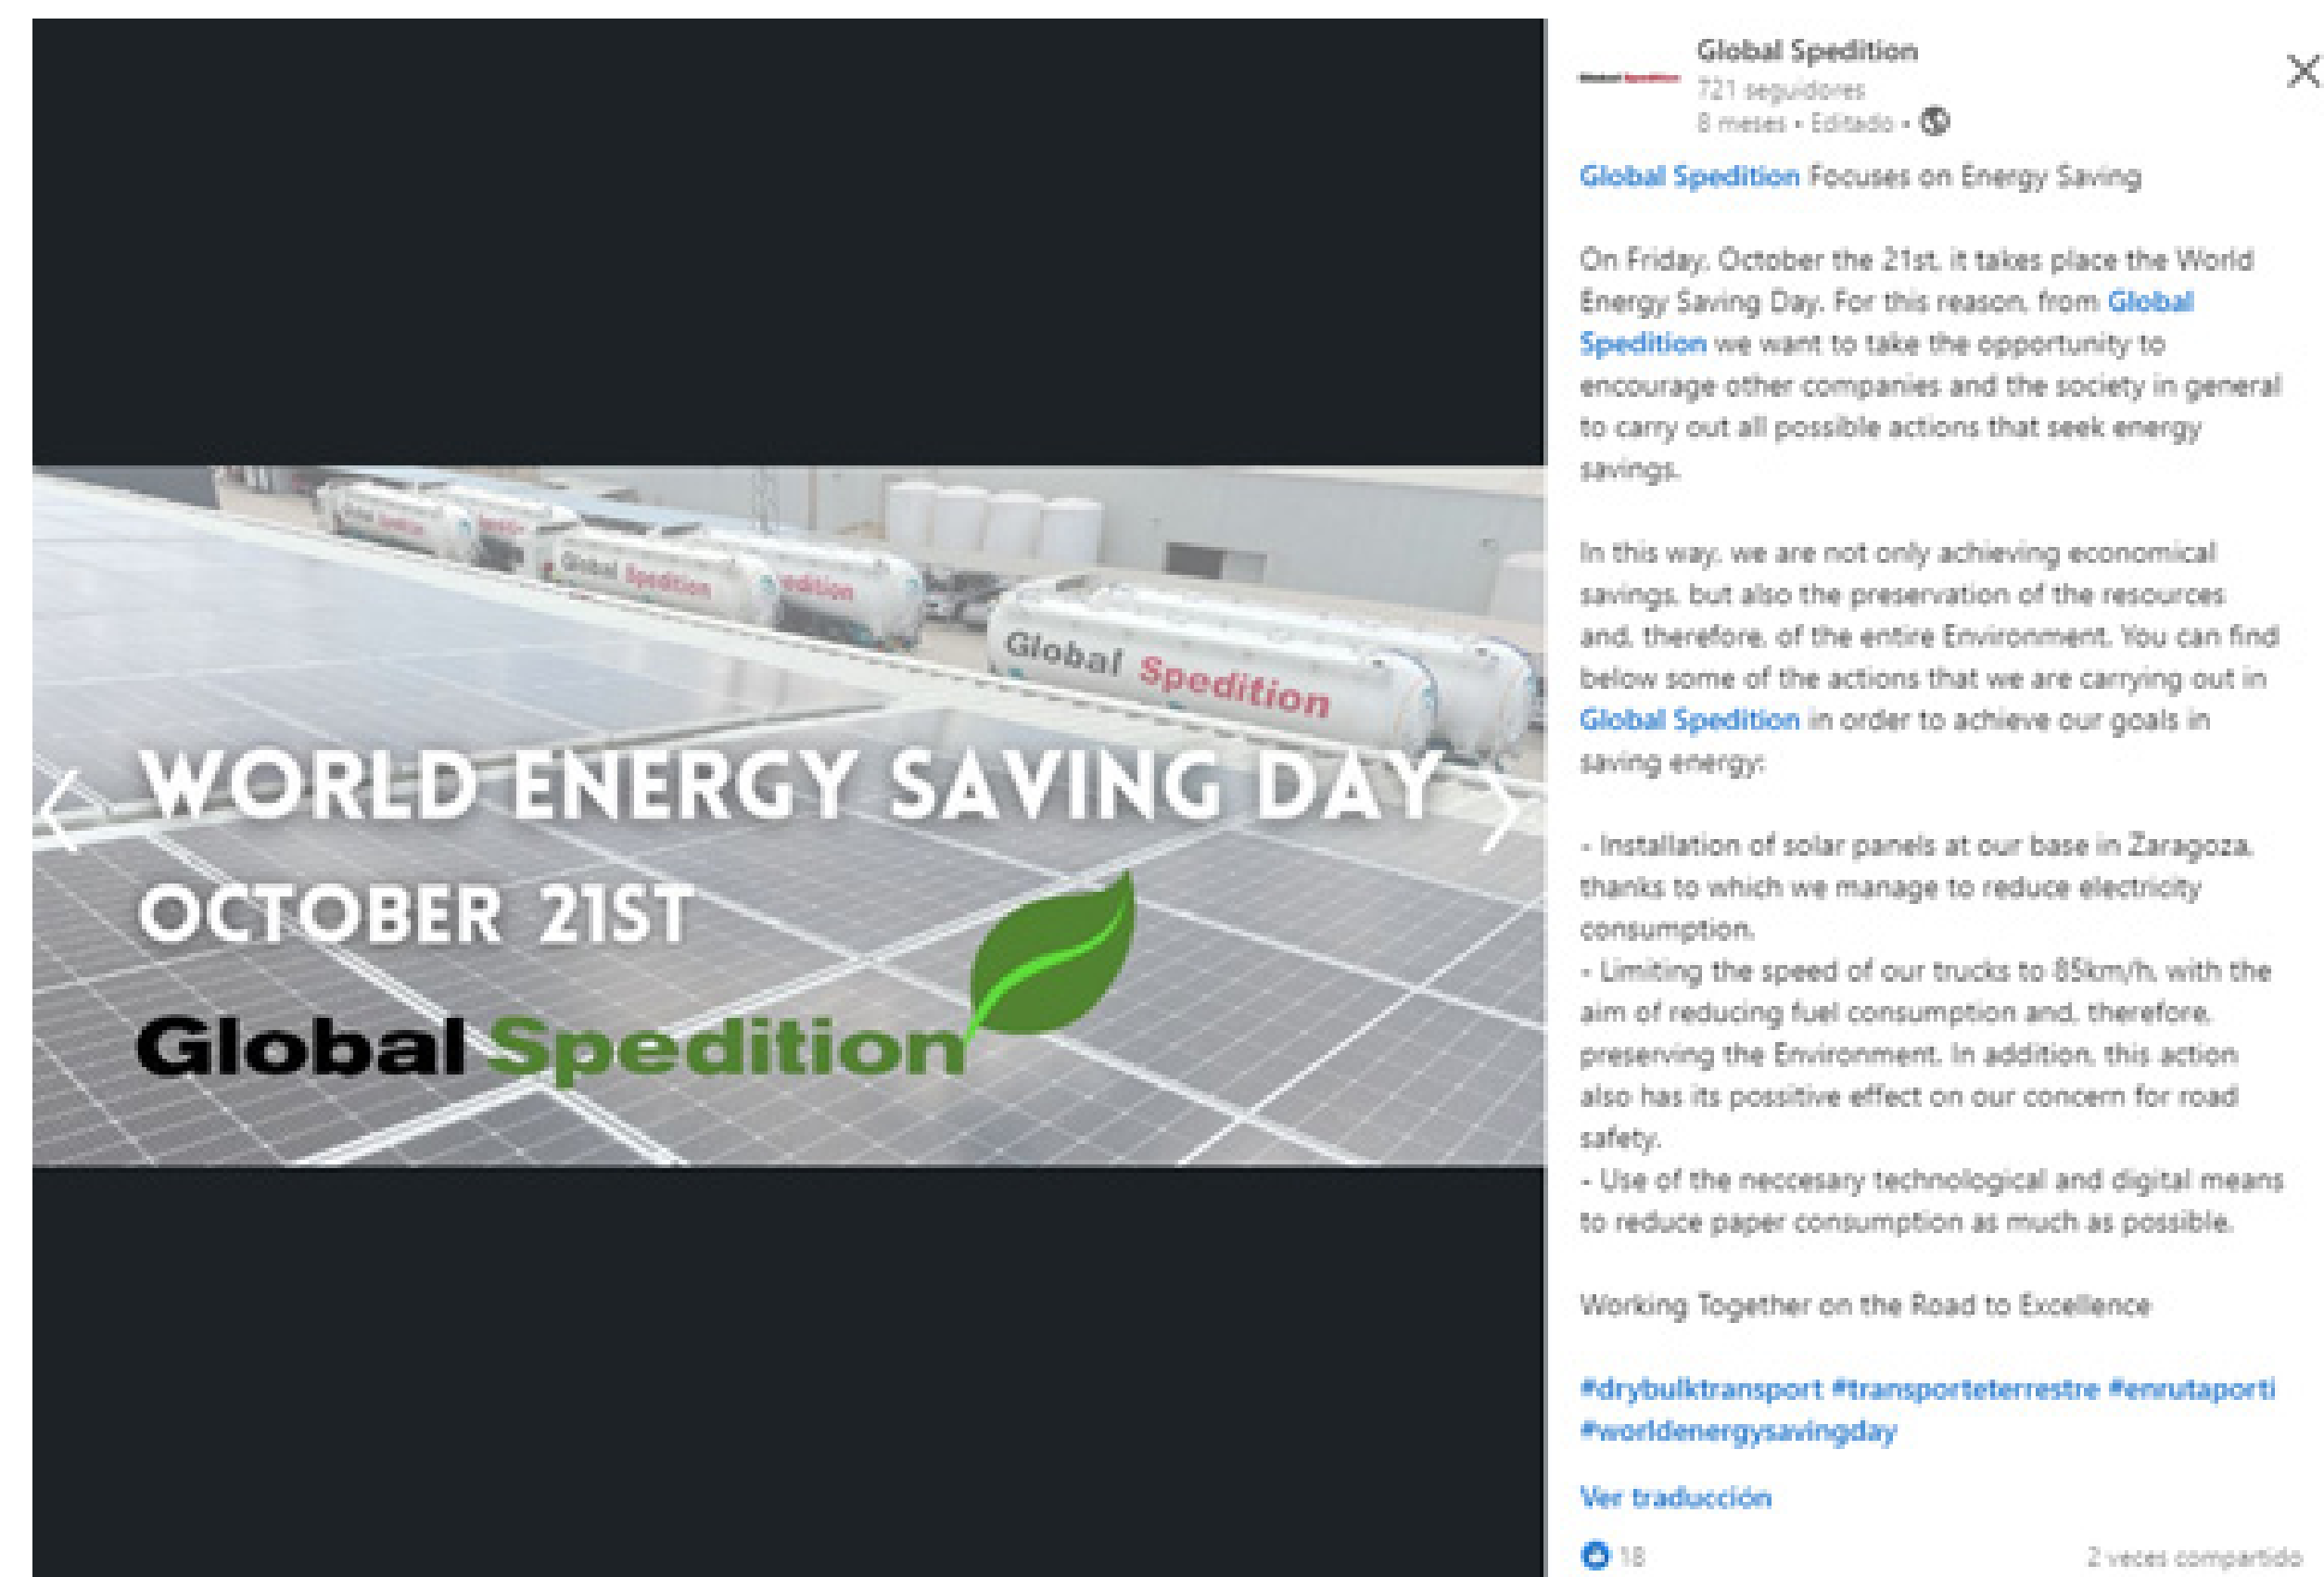 Global Spedition
Global Spedition
721 seguidores
8 meses • Editado •
Global Spedition Focuses on Energy Saving
On Friday, October the 21st, it takes place the World
Energy Saving Day. For this reason, from Global
Spedition we want to take the opportunity to
encourage other companies and the society in general
to carry out all possible actions that seek energy
savings.
In this way, we are not only achieving economical
savings, but also the preservation of the resources
and, therefore, of the entire Environment. You can find
below some of the actions that we are carrying out in
Global Spedition in order to achieve our goals in
saving energy:
- Installation of solar panels at our base in Zaragoza,
thanks to which we manage to reduce electricity
consumption.
- Limiting the speed of our trucks to 85km/h, with the
aim of reducing fuel consumption and, therefore,
preserving the Environment. In addition, this action
also has its possitive effect on our concern for road
safety.
- Use of the neccesary technological and digital means
to reduce paper consumption as much as possible.
Working Together on the Road to Excellence
#drybulktransport #transporteterrestre #enrutaporti
#worldenergysavingday
Ver traducción
18
2 veces compartido
Global Spedition
Spedition
Global Spedition
edition
Global Spedition
WORLD ENERGY SAVING DAY
OCTOBER 21ST
Global Spedition